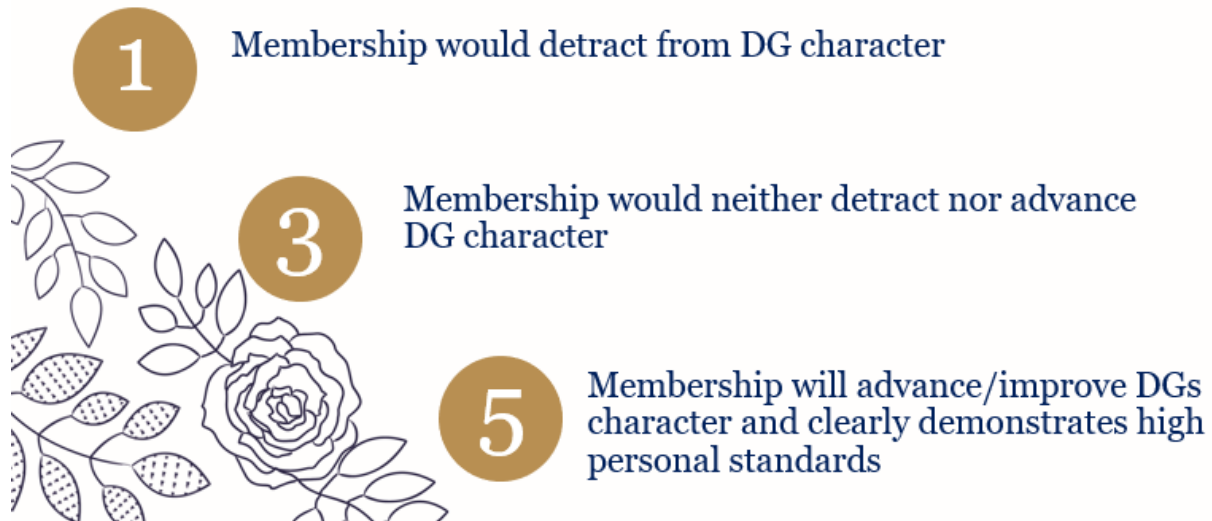 1
Membership would detract from DG character
3
Membership would neither detract nor advance
DG character
5
Membership will advance/improve DGs
character and clearly demonstrates high
personal standards